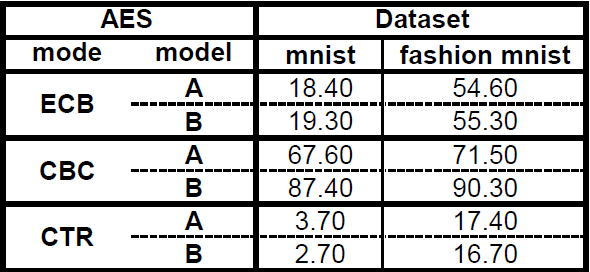 AES Dataset
mode model mnist fashion mnist
ECB A 18.40 54.60
B 19.30 55.30
CBC A 67.60 71.50
B 87.40 90.30
CTR A 3.70 17.40
B 2.70 16.70